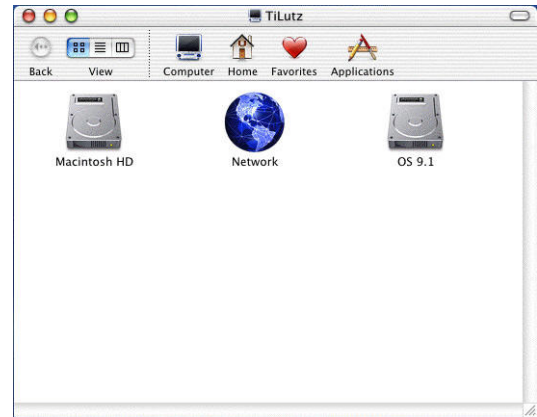 TiLutz
Back View Computer Home Favorites Applications
Macintosh HD Network OS 9.1